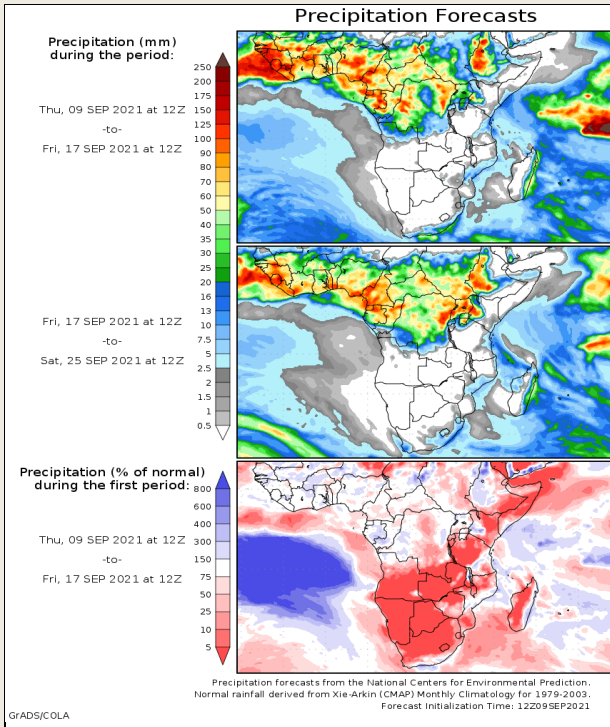 Precipitation Forecasts
Precipitation (mm)
during the period:
Thu, 09 SEP 2021 at 12Z
-to-
Fri, 17 SEP 2021 at 12Z
250
200
175
150
125
100
90
80
70
60
50
40
35
30
25
20
16
13
10
7.5
5
2.5
2
1.5
1
0.5
Fri, 17 SEP 2021 at 12Z
-to-
Sat, 25 SEP 2021 at 12Z
Precipitation (% of normal)
during the first period:
Thu, 09 SEP 2021 at 12Z
-to-
Fri, 17 SEP 2021 at 12Z
800
600
400
300
150
75
50
25
10
5
Precipitation forecasts from the National Centers for Environmental Prediction.
Normal rainfall derived from Xie-Arkin (CMAP) Monthly Climatology for 1979-2003.
Forecast Initialization Time: 12Z09SEP2021
GrADS/COLA